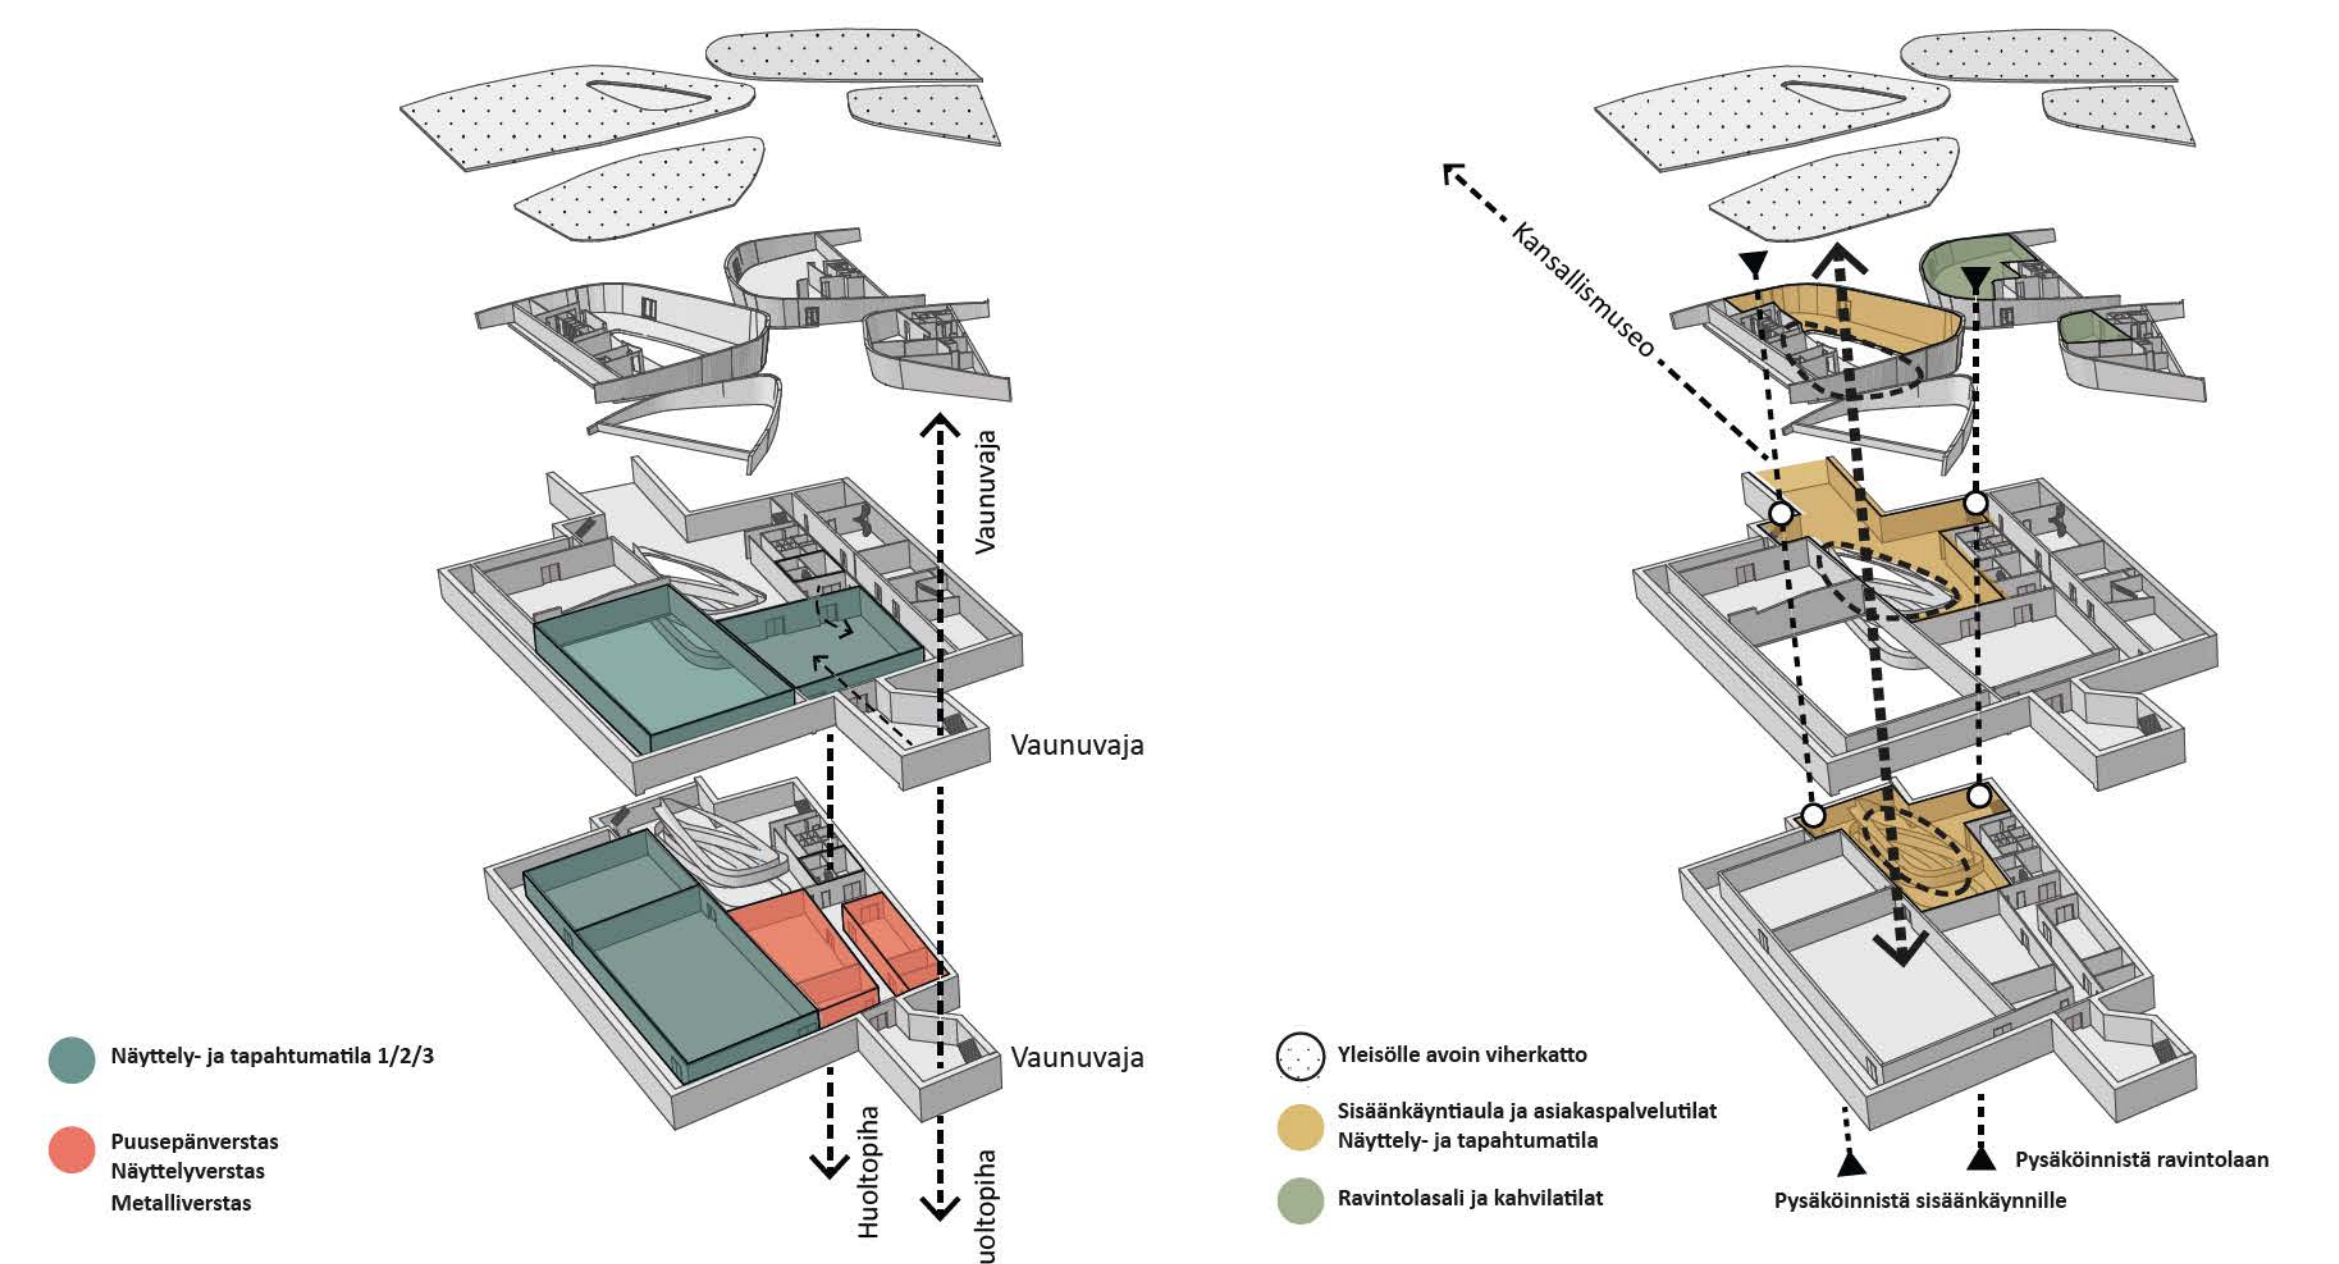 Vaunuvaja
Vaunuvaja
Vaunuvaja
Huoltopiha
uoltopiha
Näyttely- ja tapahtumatila 1/2/3
Puusepänverstas
Näyttelyverstas
Metalliverstas
Kansallismuseo
Yleisölle avoin viherkatto
Sisäänkäyntiaula ja asiakaspalvelutilat
Näyttely- ja tapahtumatila
Ravintolasali ja kahvilatilat
Pysäköinnistä ravintolaan
Pysäköinnistä sisäänkäynnille